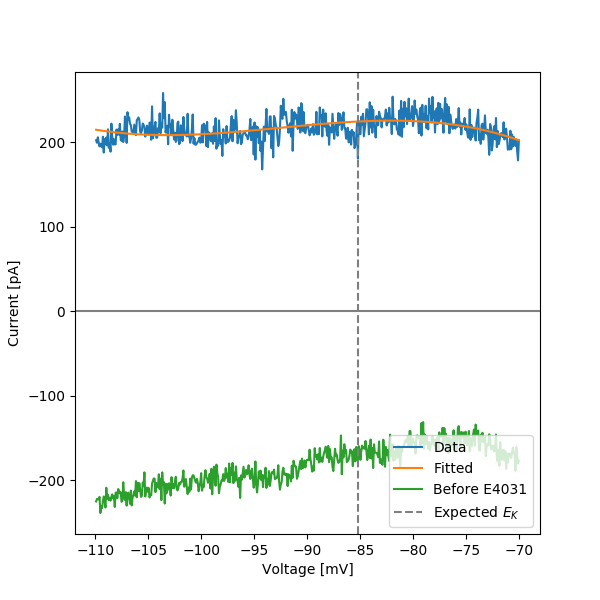 200
100
0
−100
−200
Current [pA]
Data
Fitted
Before E4031
Expected E_K
−110 −105 −100 −95 −90 −85 −80 −75 −70
Voltage [mV]